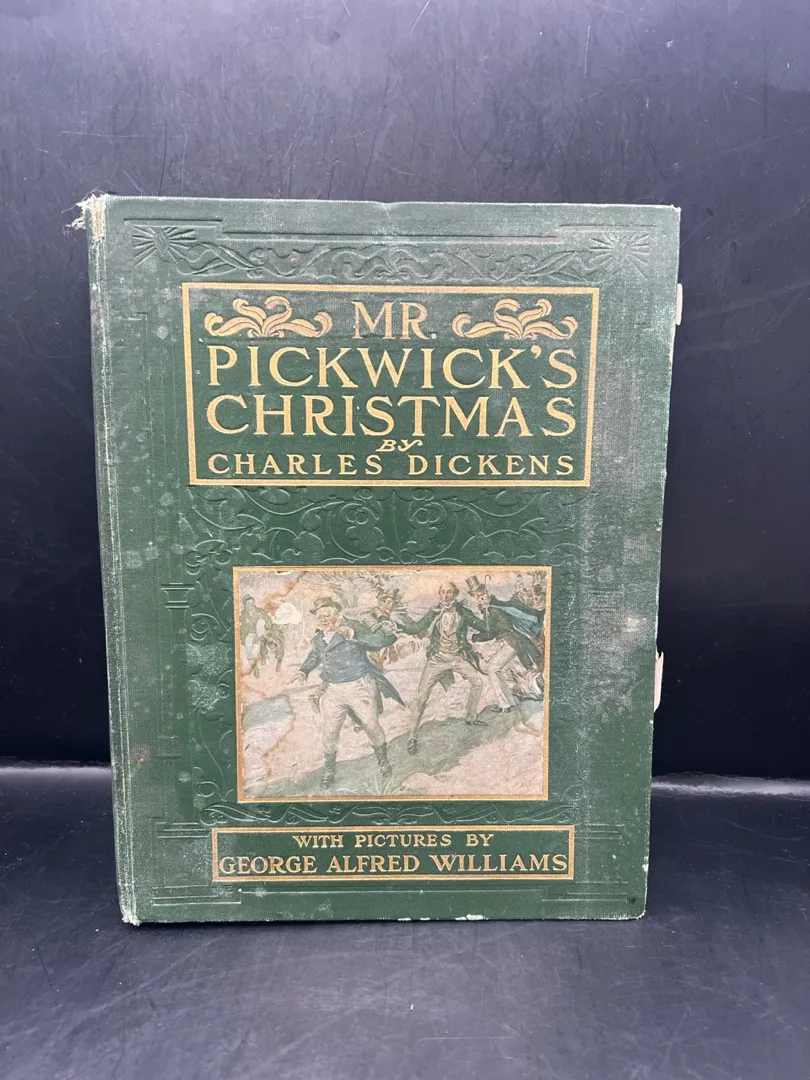 MR.
PICKWICK'S
CHRISTMAS
BY
CHARLES DICKENS
WITH PICTURES BY
GEORGE ALFRED WILLIAMS